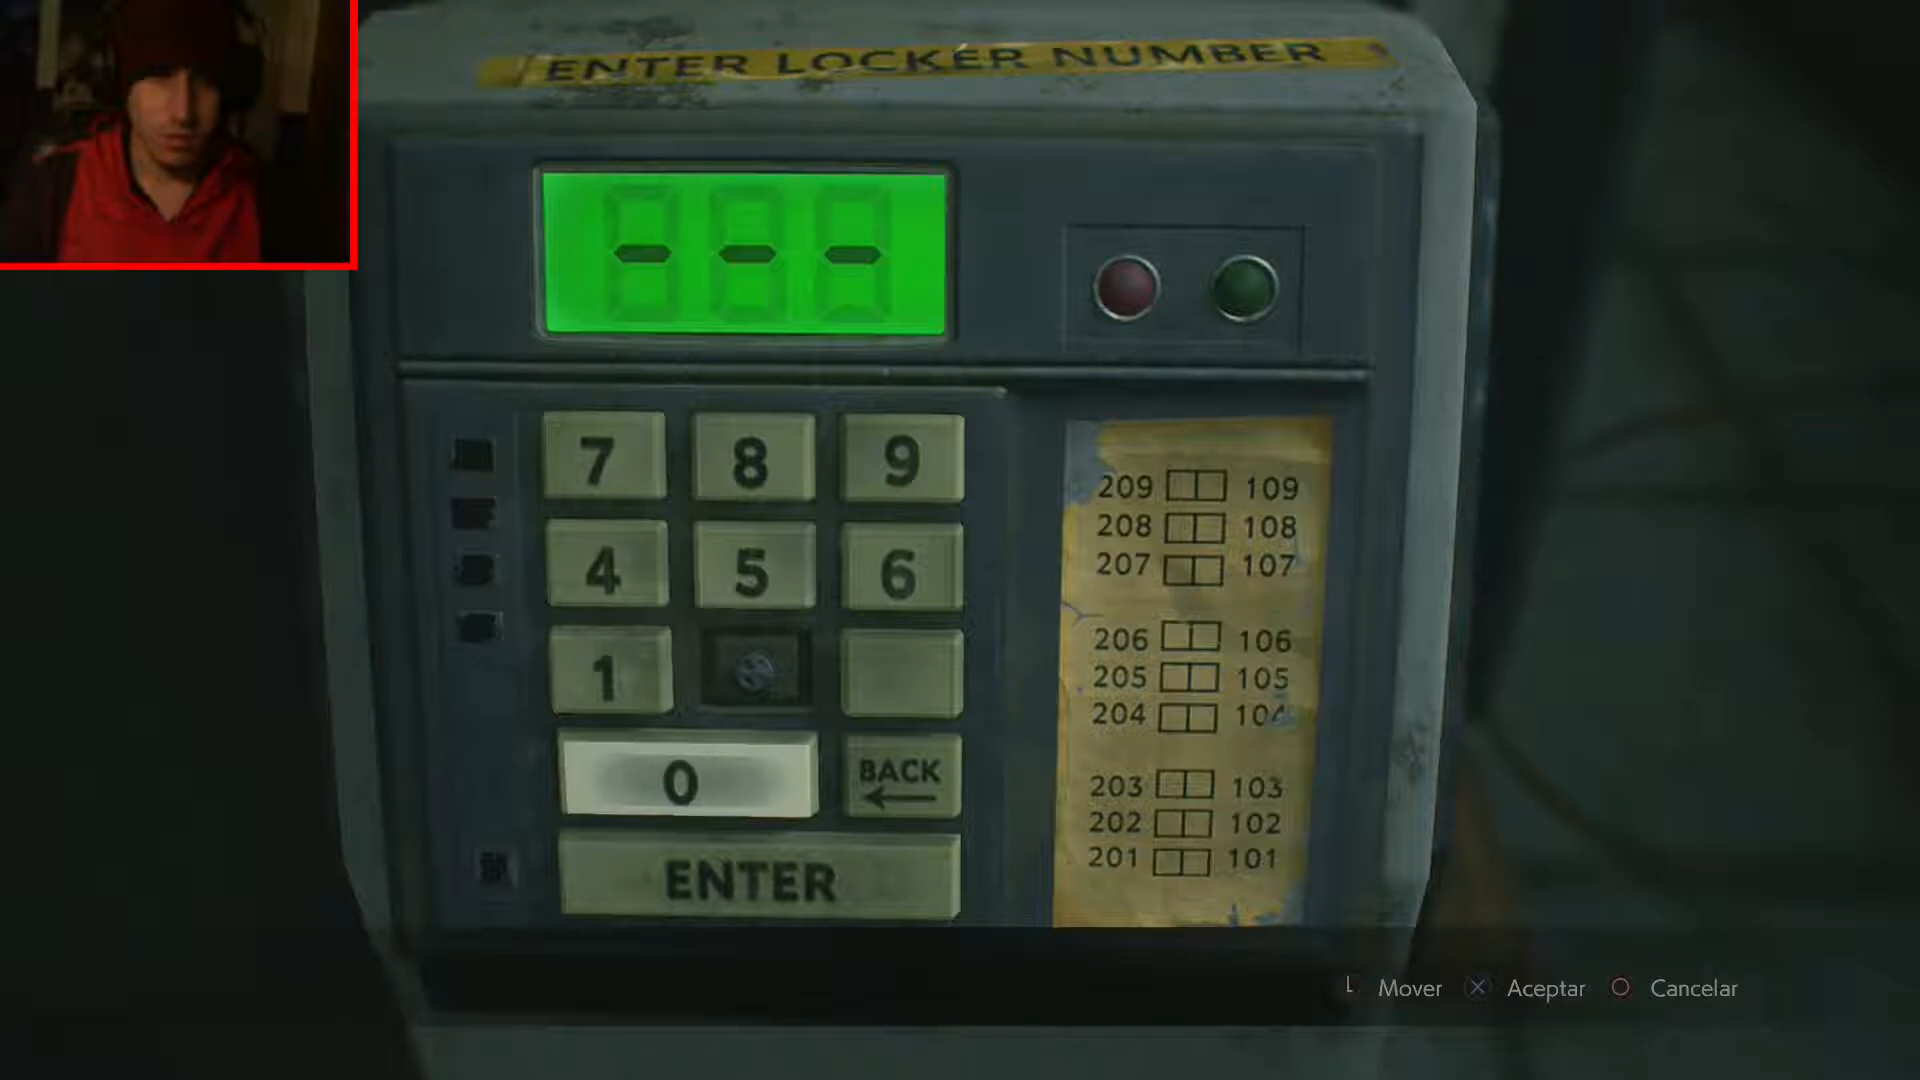 ENTER LOCKER NUMBER
7 8 9
4 5 6
1
0 BACK
ENTER
209 109
208 108
207 107
206 106
205 105
204 104
203 103
202 102
201 101
L Mover Aceptar Cancelar